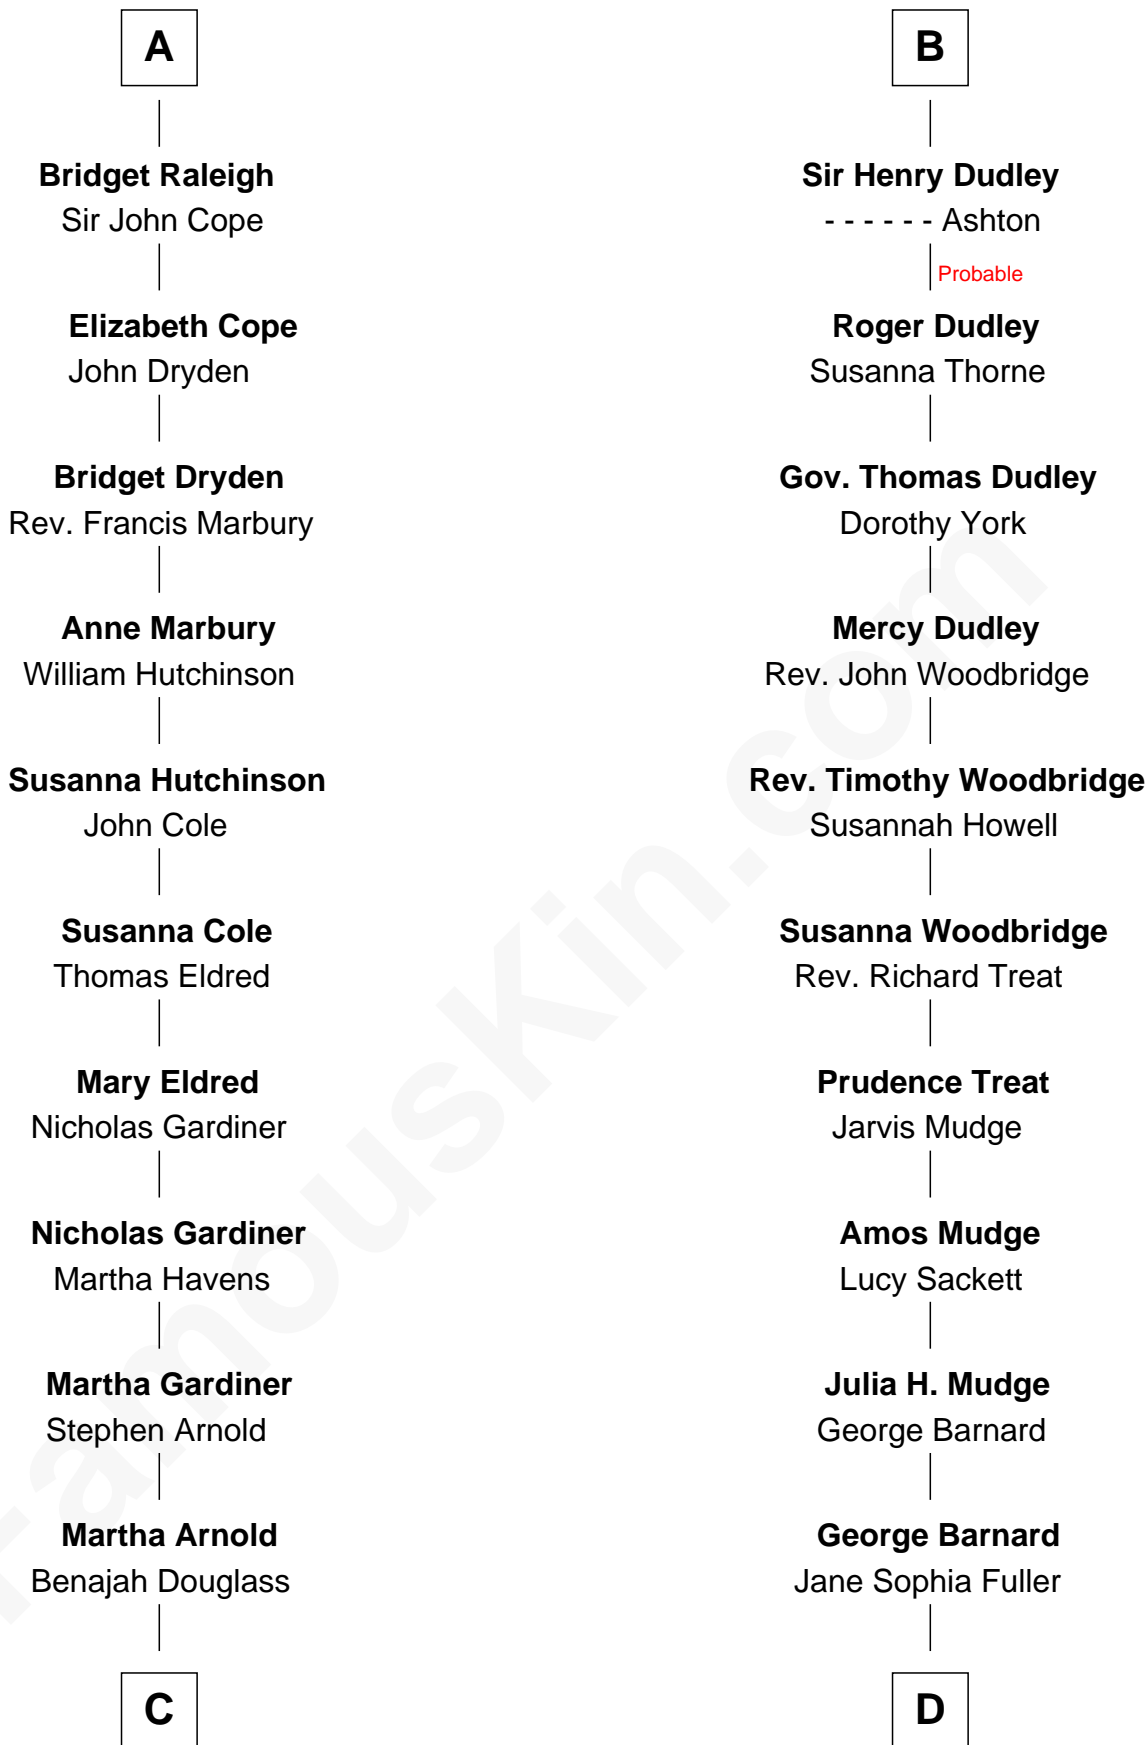 A
Bridget Raleigh
Sir John Cope
Elizabeth Cope
John Dryden
Bridget Dryden
Rev. Francis Marbury
Anne Marbury
William Hutchinson
Susanna Hutchinson
John Cole
Susanna Cole
Thomas Eldred
Mary Eldred
Nicholas Gardiner
Nicholas Gardiner
Martha Havens
Martha Gardiner
Stephen Arnold
Martha Arnold
Benajah Douglass
C
B
Sir Henry Dudley
- - - - - - Ashton
Probable
Roger Dudley
Susanna Thorne
Gov. Thomas Dudley
Dorothy York
Mercy Dudley
Rev. John Woodbridge
Rev. Timothy Woodbridge
Susannah Howell
Susanna Woodbridge
Rev. Richard Treat
Prudence Treat
Jarvis Mudge
Amos Mudge
Lucy Sackett
Julia H. Mudge
George Barnard
George Barnard
Jane Sophia Fuller
D
FamousKin.com